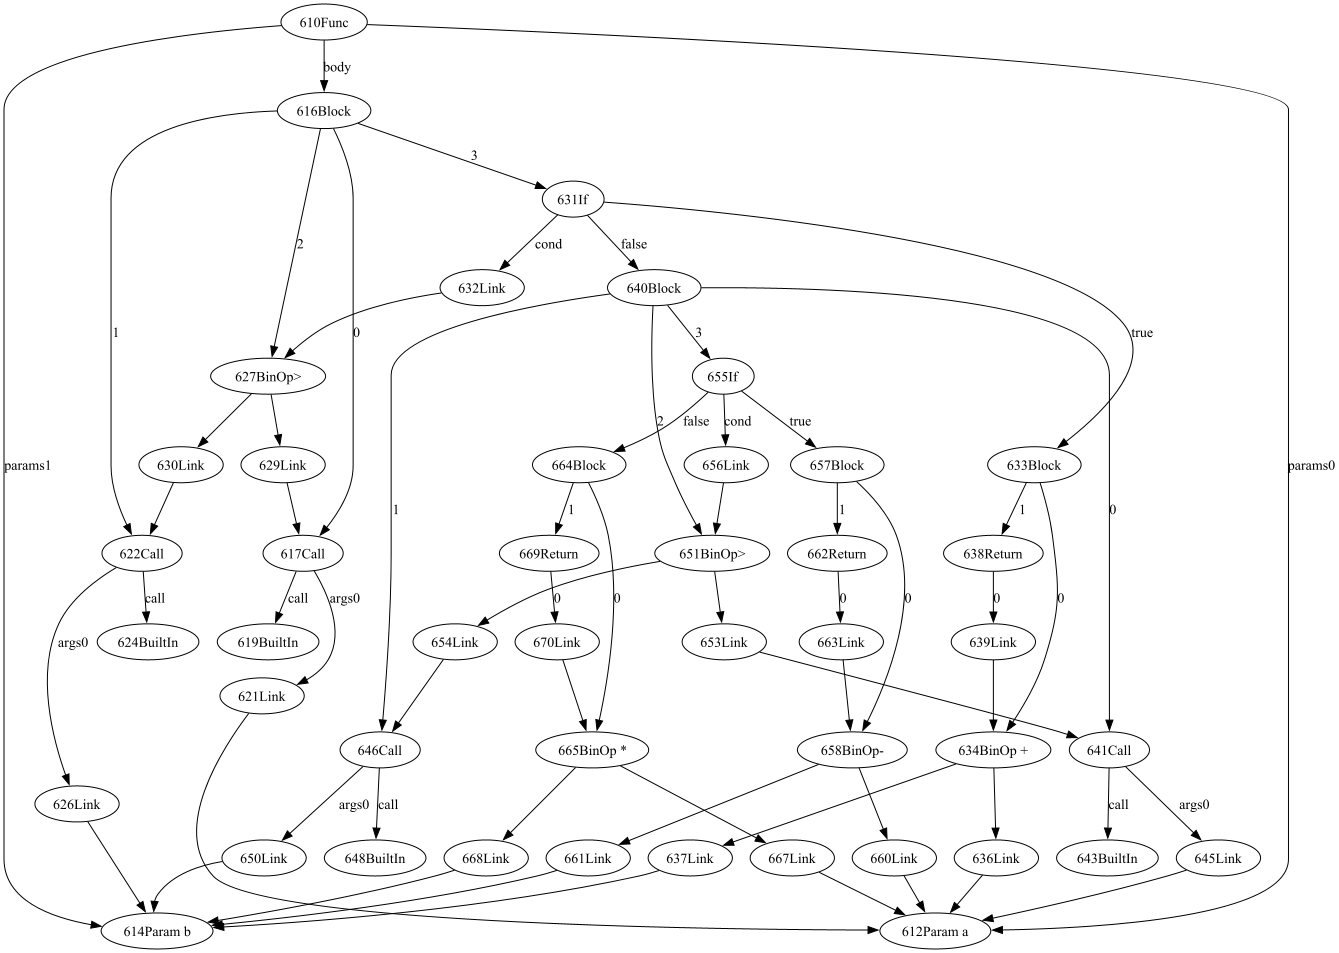 610Func
body
616Block
3
631If
2
cond
false
632Link
640Block
1
0
3
true
627BinOp>
655If
2
false
cond
true
params1
630Link
629Link
664Block
656Link
657Block
633Block
params0
1
1
1
1
0
622Call
617Call
669Return
651BinOp>
662Return
638Return
call
call
args0
0
0
0
0
0
0
args0
624BuiltIn
619BuiltIn
654Link
670Link
653Link
663Link
639Link
621Link
646Call
665BinOp *
658BinOp-
634BinOp +
641Call
626Link
args0
call
call
args0
650Link
648BuiltIn
668Link
661Link
637Link
667Link
660Link
636Link
643BuiltIn
645Link
614Param b
612Param a